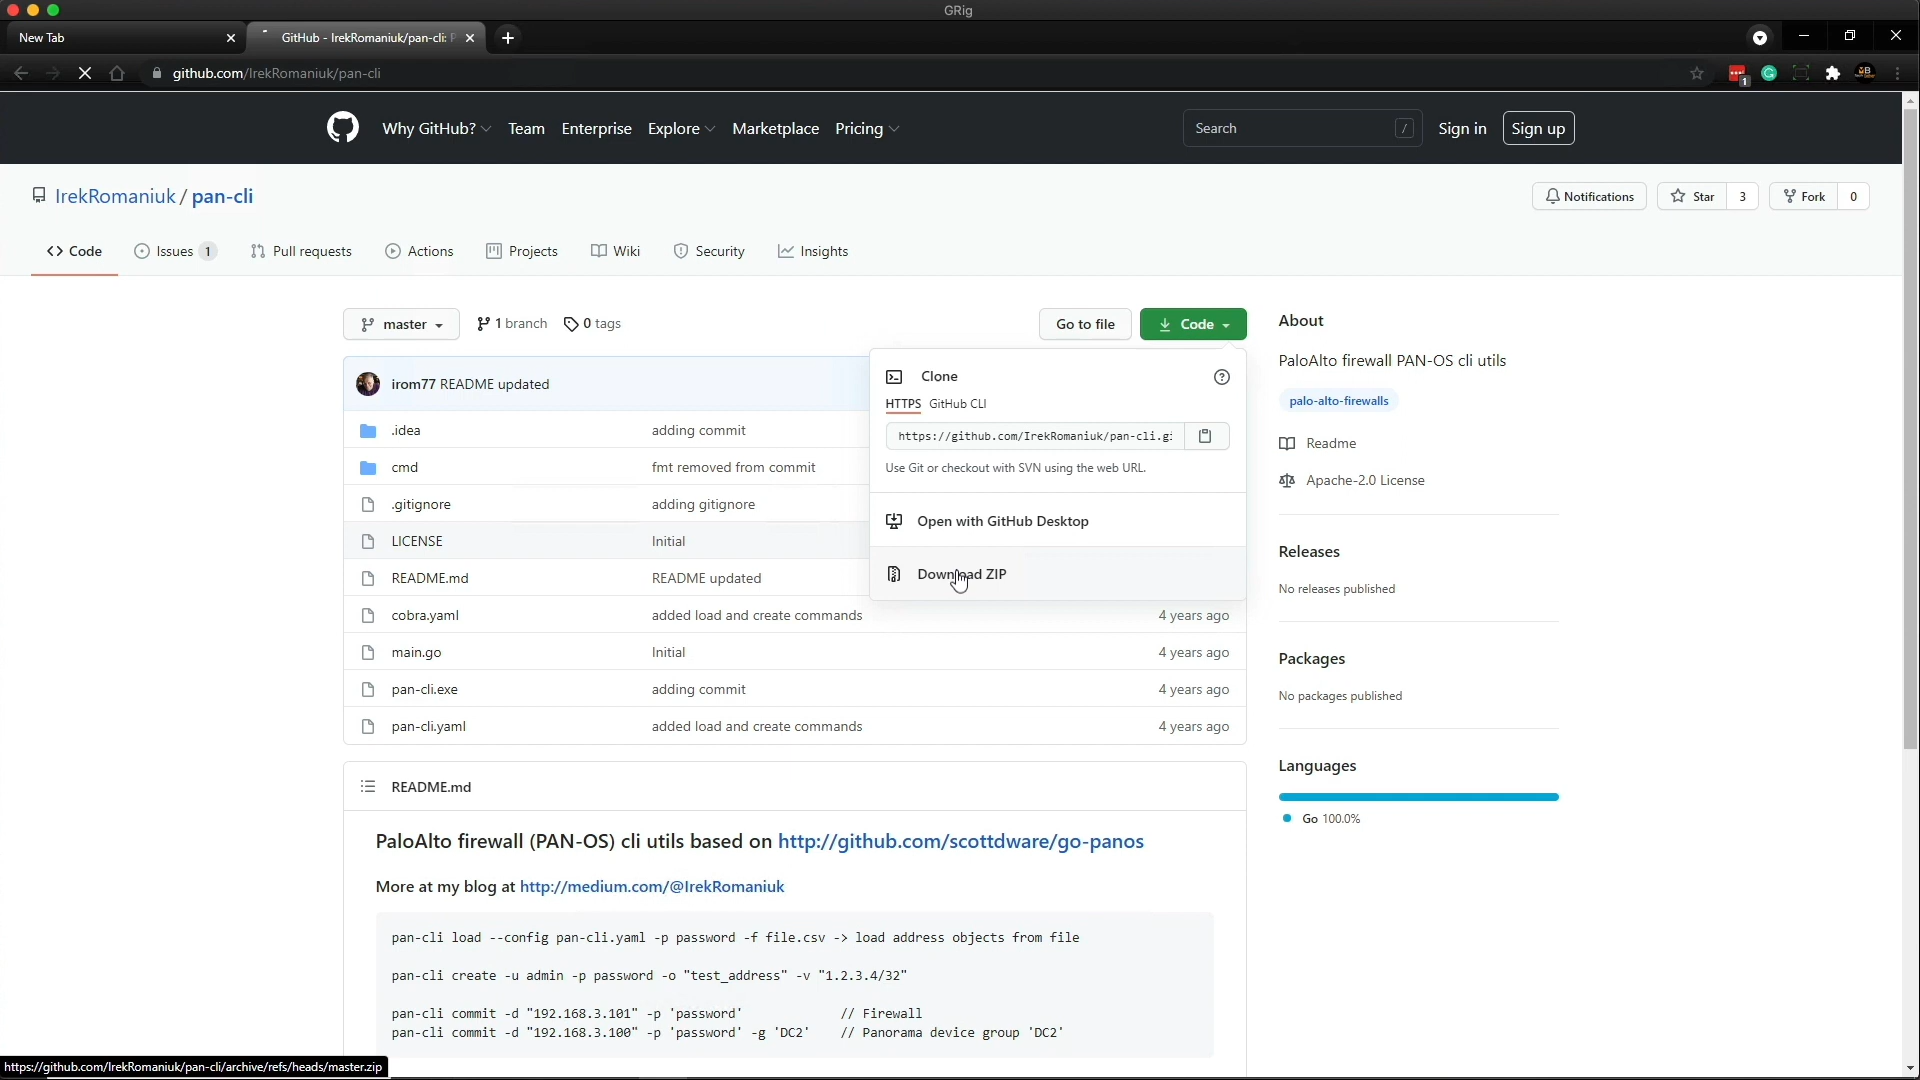 GRig
New Tab
GitHub - IrekRomaniuk/pan-cli: P
github.com/IrekRomaniuk/pan-cli
1
Why GitHub? Team Enterprise Explore Marketplace Pricing Search / Sign in Sign up
IrekRomaniuk / pan-cli
Notifications Star 3 Fork 0
Code Issues 1 Pull requests Actions Projects Wiki Security Insights
master 1 branch 0 tags Go to file Code
irom77 README updated
.idea adding commit
cmd fmt removed from commit
.gitignore adding gitignore
LICENSE Initial
README.md README updated
cobra.yaml added load and create commands 4 years ago
main.go Initial 4 years ago
pan-cli.exe adding commit 4 years ago
pan-cli.yaml added load and create commands 4 years ago
Clone
HTTPS GitHub CLI
https://github.com/IrekRomaniuk/pan-cli.gi
Use Git or checkout with SVN using the web URL.
Open with GitHub Desktop
Download ZIP
About
PaloAlto firewall PAN-OS cli utils
palo-alto-firewalls
Readme
Apache-2.0 License
Releases
No releases published
Packages
No packages published
Languages
Go 100.0%
README.md
PaloAlto firewall (PAN-OS) cli utils based on http://github.com/scottdware/go-panos
More at my blog at http://medium.com/@IrekRomaniuk
pan-cli load --config pan-cli.yaml -p password -f file.csv -> load address objects from file
pan-cli create -u admin -p password -o "test_address" -v "1.2.3.4/32"
pan-cli commit -d "192.168.3.101" -p 'password' // Firewall
pan-cli commit -d "192.168.3.100" -p 'password' -g 'DC2' // Panorama device group 'DC2'
https://github.com/IrekRomaniuk/pan-cli/archive/refs/heads/master.zip